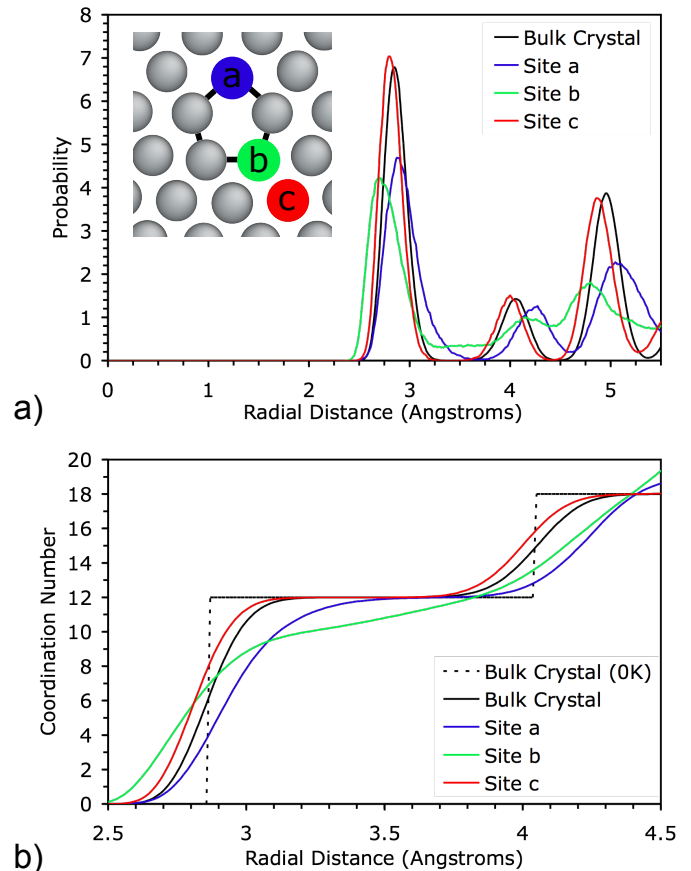 8
7
6
5
4
3
2
1
0
Probability
a
b
c
Bulk Crystal
Site a
Site b
Site c
0 1 2 3 4 5
Radial Distance (Angstroms)
a)
20
18
16
14
12
10
8
6
4
2
0
Coordination Number
Bulk Crystal (0K)
Bulk Crystal
Site a
Site b
Site c
2.5 3 3.5 4 4.5
Radial Distance (Angstroms)
b)